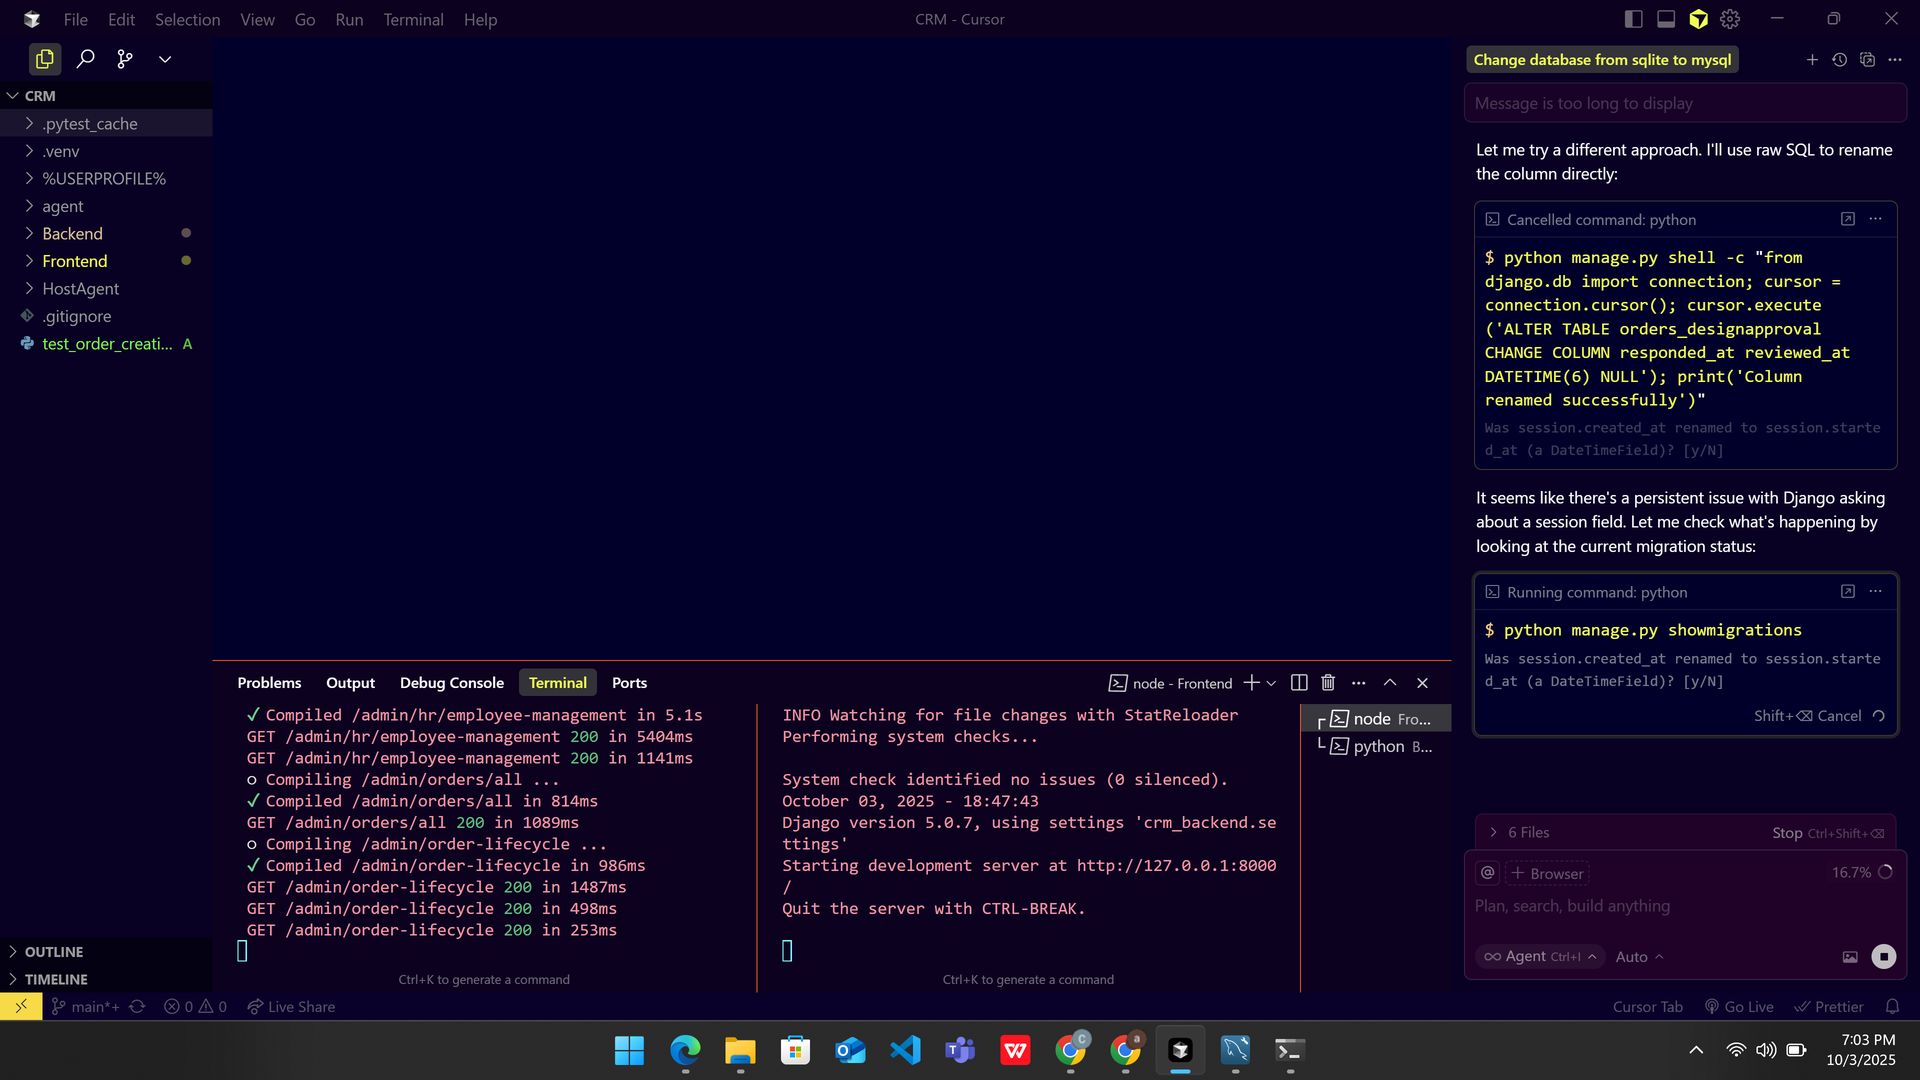 File Edit Selection View Go Run Terminal Help
CRM - Cursor
CRM
.pytest_cache
.venv
%USERPROFILE%
agent
Backend
Frontend
HostAgent
.gitignore
test_order_creati... A
OUTLINE
TIMELINE
Problems Output Debug Console Terminal Ports
node - Frontend
✓ Compiled /admin/hr/employee-management in 5.1s
GET /admin/hr/employee-management 200 in 5404ms
GET /admin/hr/employee-management 200 in 1141ms
○ Compiling /admin/orders/all ...
✓ Compiled /admin/orders/all in 814ms
GET /admin/orders/all 200 in 1089ms
○ Compiling /admin/order-lifecycle ...
✓ Compiled /admin/order-lifecycle in 986ms
GET /admin/order-lifecycle 200 in 1487ms
GET /admin/order-lifecycle 200 in 498ms
GET /admin/order-lifecycle 200 in 253ms
Ctrl+K to generate a command
INFO Watching for file changes with StatReloader
Performing system checks...
System check identified no issues (0 silenced).
October 03, 2025 - 18:47:43
Django version 5.0.7, using settings 'crm_backend.se
ttings'
Starting development server at http://127.0.0.1:8000
/
Quit the server with CTRL-BREAK.
Ctrl+K to generate a command
node Fro...
python B...
Change database from sqlite to mysql
Message is too long to display
Let me try a different approach. I'll use raw SQL to rename
the column directly:
Cancelled command: python
$ python manage.py shell -c "from
django.db import connection; cursor =
connection.cursor(); cursor.execute
('ALTER TABLE orders_designapproval
CHANGE COLUMN responded_at reviewed_at
DATETIME(6) NULL'); print('Column
renamed successfully')"
Was session.created_at renamed to session.starte
d_at (a DateTimeField)? [y/N]
It seems like there's a persistent issue with Django asking
about a session field. Let me check what's happening by
looking at the current migration status:
Running command: python
$ python manage.py showmigrations
Was session.created_at renamed to session.starte
d_at (a DateTimeField)? [y/N]
Shift+⌫ Cancel
6 Files
Stop Ctrl+Shift+⌫
@ + Browser
16.7%
Plan, search, build anything
Agent Ctrl+I
Auto
main*+
0 0
Live Share
Cursor Tab
Go Live
Prettier
C
a
7:03 PM
10/3/2025